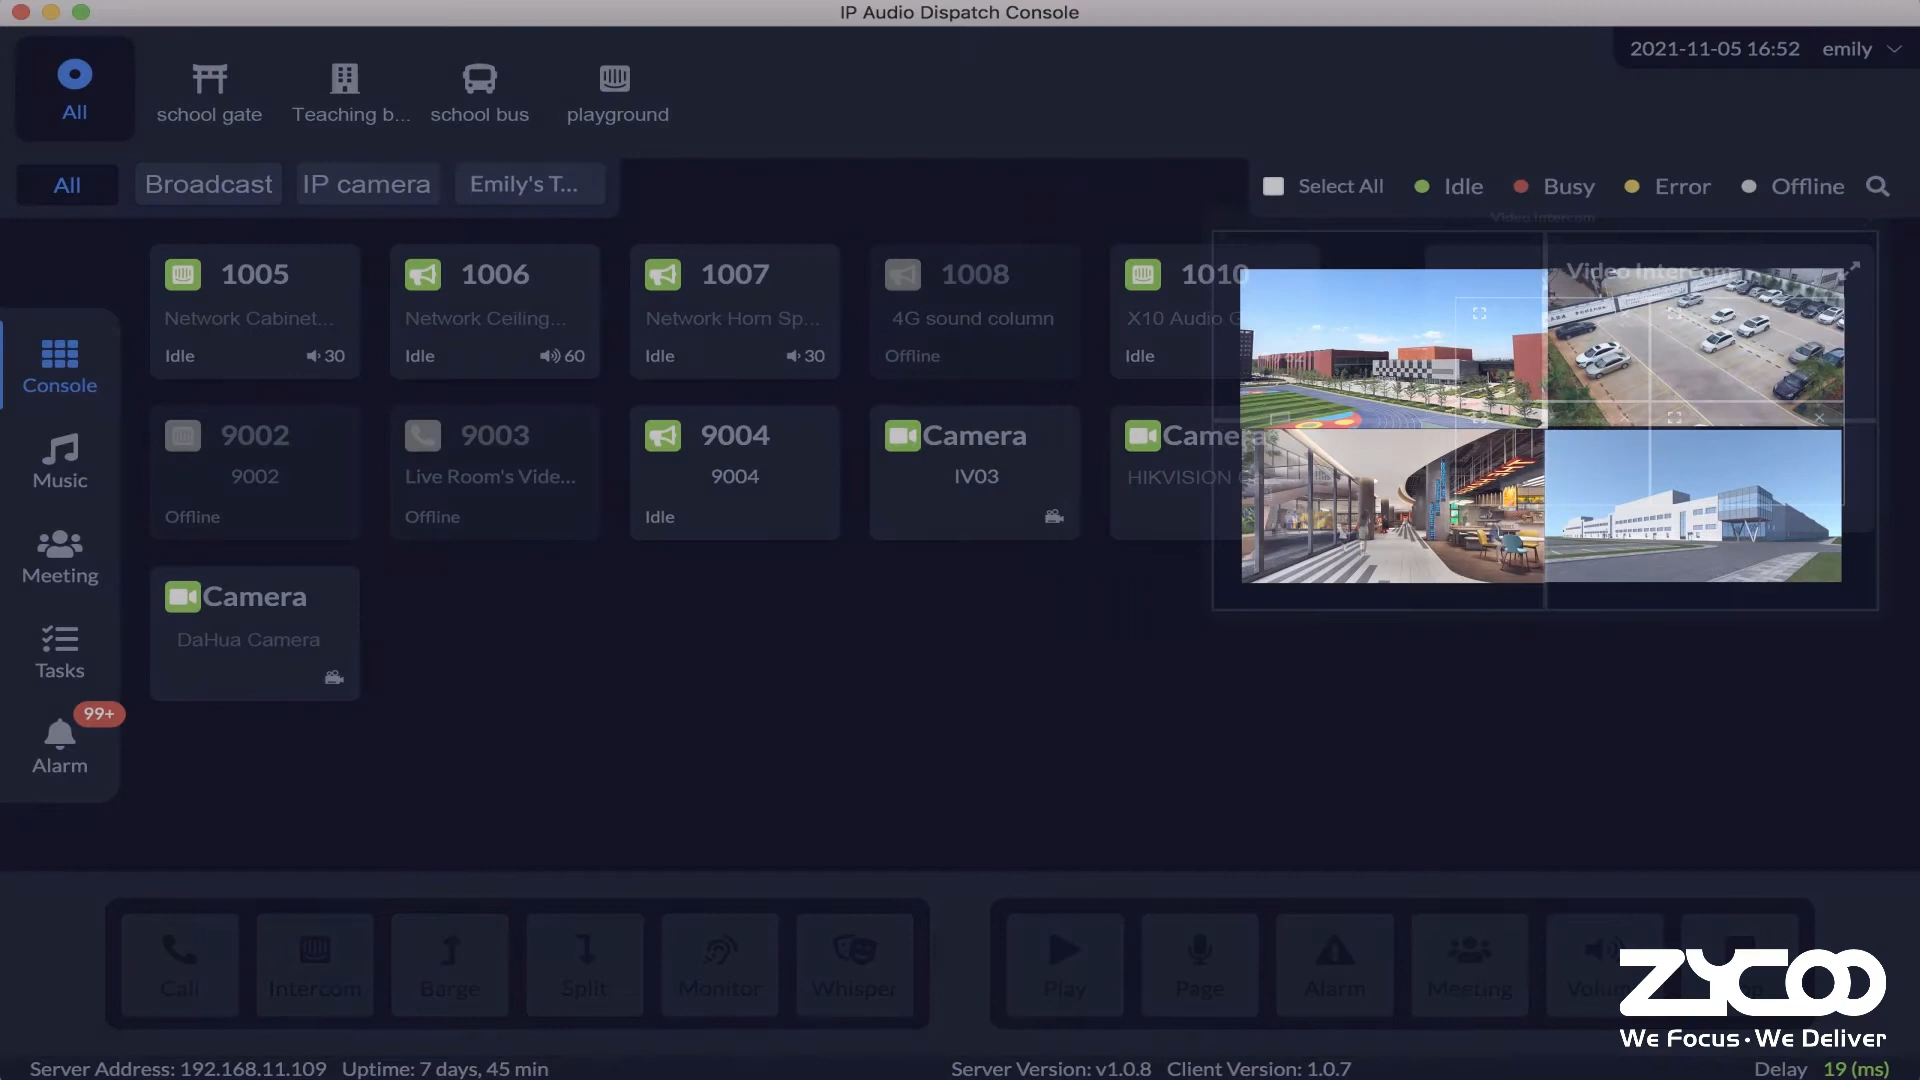 IP Audio Dispatch Console
2021-11-05 16:52 emily
All
school gate
Teaching b...
school bus
playground
All
Broadcast
IP camera
Emily's T...
Select All
Idle
Busy
Error
Offline
Video Intercom
Video Intercom
1005
Network Cabinet...
Idle
30
1006
Network Ceiling...
Idle
60
1007
Network Horn Sp...
Idle
30
1008
4G sound column
Offline
1010
X10 Audio
Idle
9002
9002
Offline
9003
Live Room's Vide...
Offline
9004
9004
Idle
Camera
IV03
Camera
HIKVISION
Camera
DaHua Camera
Console
Music
Meeting
Tasks
99+
Alarm
Call
Intercom
Barge
Split
Monitor
Whisper
Play
Page
Alarm
Meeting
ZYCOO
We Focus·We Deliver
Server Address: 192.168.11.109 Uptime: 7 days, 45 min
Server Version: v1.0.8 Client Version: 1.0.7
Delay 19 (ms)